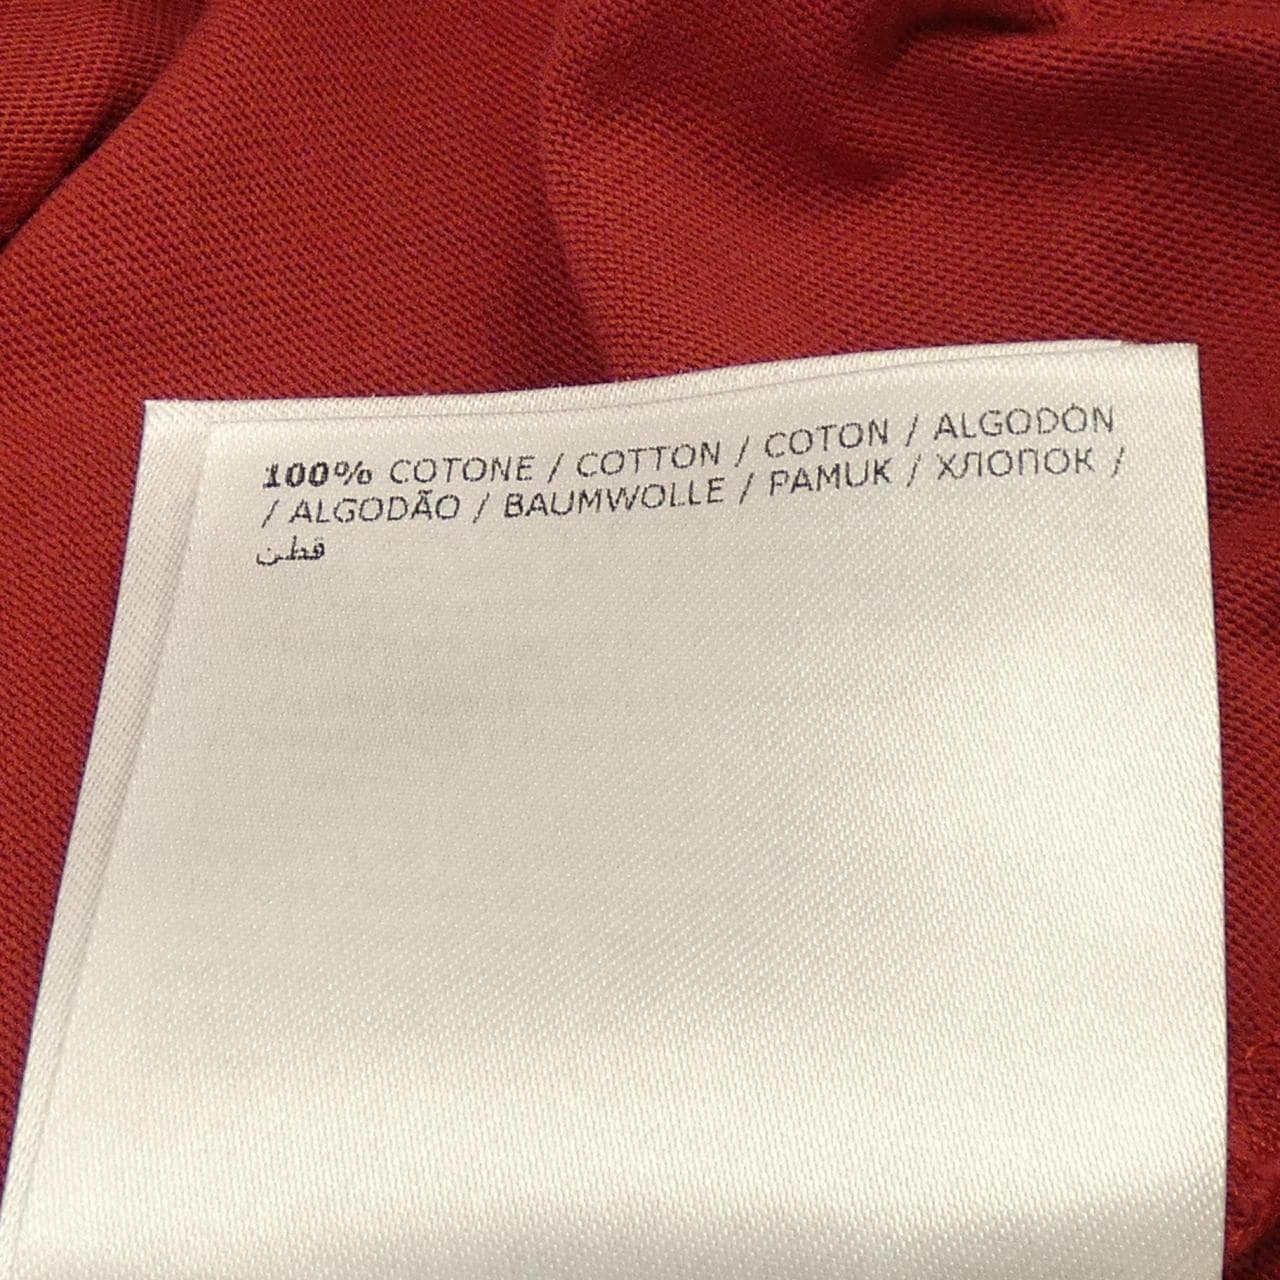 100% COTONE / COTTON / COTON / ALGODÓN
/ ALGODÃO / BAUMWOLLE / PAMUK / ХЛОПОК /
قطن